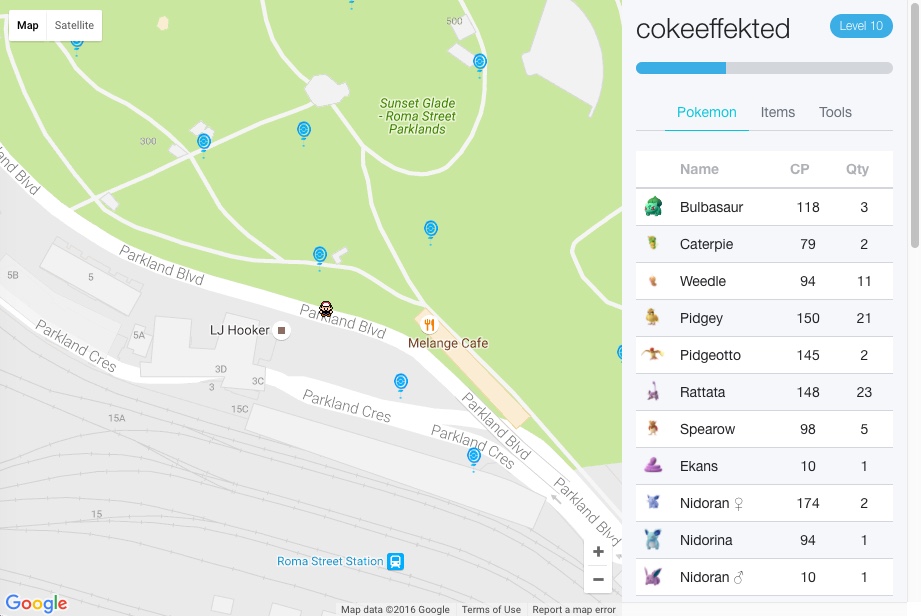 Map
Satellite
500
Sunset Glade
- Roma Street
Parklands
300
and Blvd
Parkland Blvd
5B
5
Parkland Blvd
LJ Hooker
Melange Cafe
5A
Parkland Cres
3D
3C
3
15C
15A
Parkland Cres
Parkland Blvd
Parkland Cres
Parkland Blvd
15
Roma Street Station
+
−
Google
Map data ©2016 Google
Terms of Use
Report a map error
cokeeffekted
Level 10
Pokemon Items Tools
Name CP Qty
Bulbasaur 118 3
Caterpie 79 2
Weedle 94 11
Pidgey 150 21
Pidgeotto 145 2
Rattata 148 23
Spearow 98 5
Ekans 10 1
Nidoran ♀ 174 2
Nidorina 94 1
Nidoran ♂ 10 1